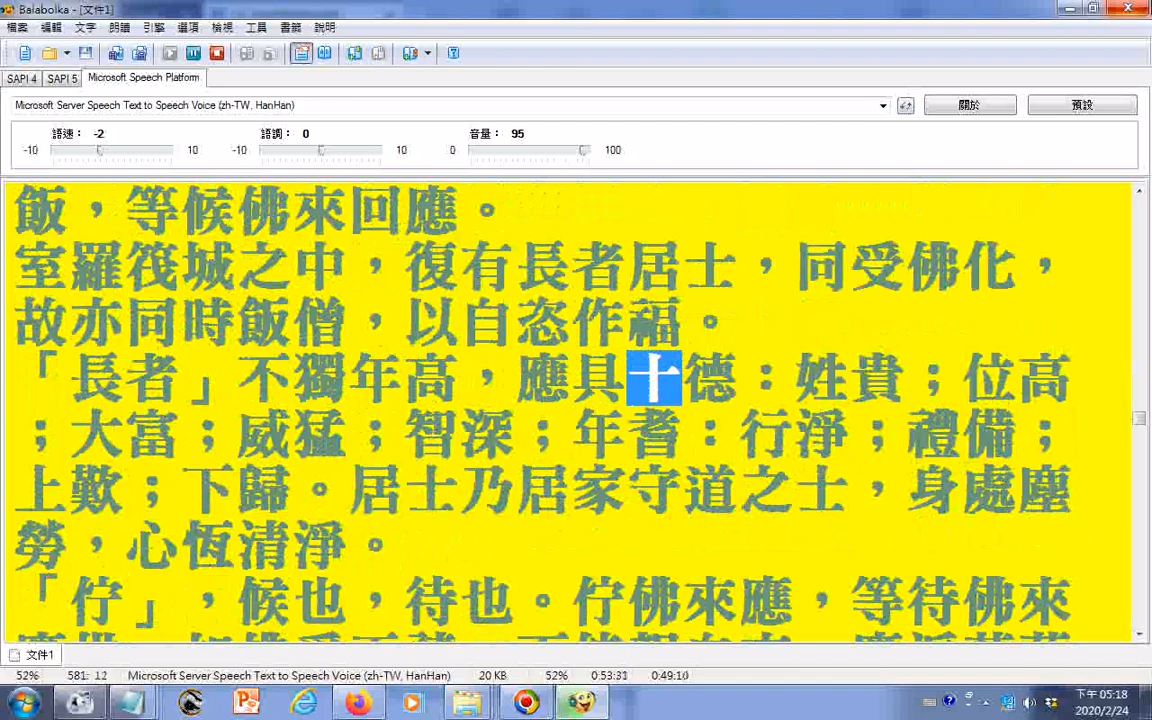 Balabolka - [文件1]
檔案 編輯 文字 朗讀 引擎 選項 檢視 工具 書籤 說明
SAPI 4 SAPI 5 Microsoft Speech Platform
Microsoft Server Speech Text to Speech Voice (zh-TW, HanHan) 關於 預設
語速： -2 語調： 0 音量： 95
-10 10 -10 10 0 100
飯，等候佛來回應。
室羅筏城之中，復有長者居士，同受佛化，
故亦同時飯僧，以自恣作福。
「長者」不獨年高，應具十德：姓貴；位高
；大富；威猛；智深；年耆：行淨；禮備；
上歎；下歸。居士乃居家守道之士，身處塵
勞，心恆清淨。
「佇」，候也，待也。佇佛來應，等待佛來
文件1
52% 581: 12 Microsoft Server Speech Text to Speech Voice (zh-TW, HanHan) 20 KB 52% 0:53:31 0:49:10
下午 05:18
2020/2/24